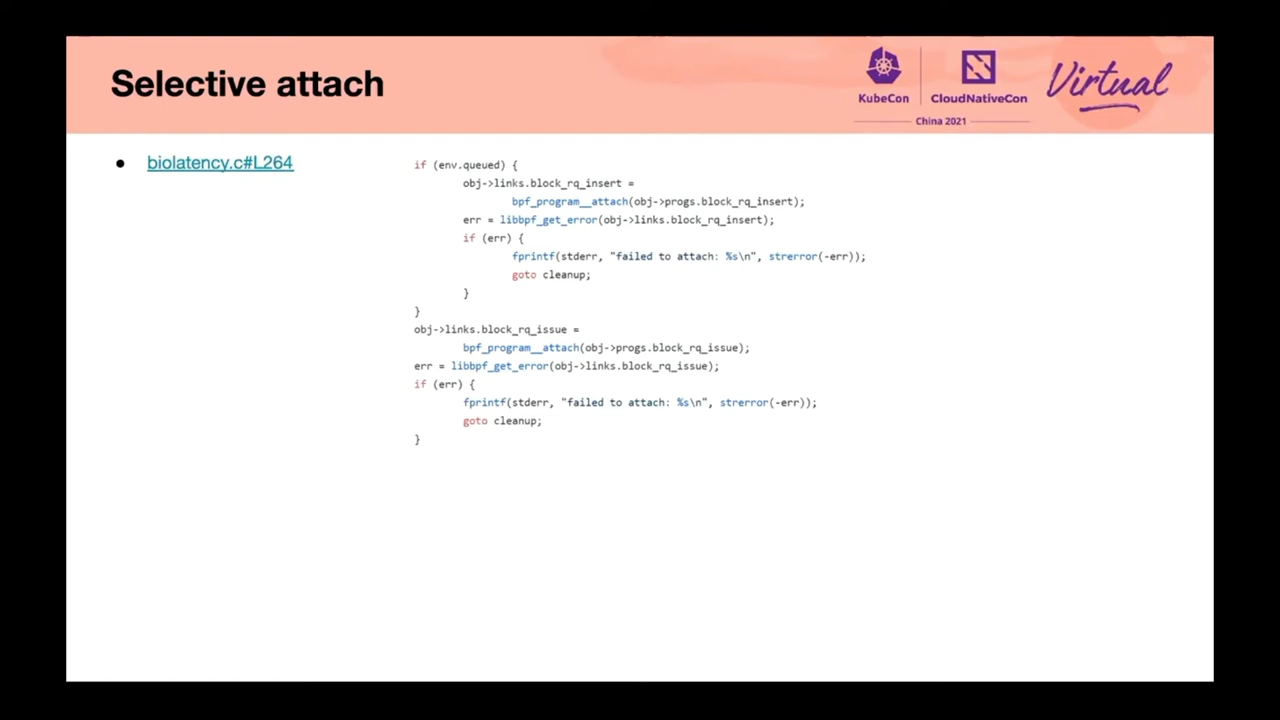 Selective attach
KubeCon
CloudNativeCon
China 2021
Virtual
● biolatency.c#L264
if (env.queued) {
obj->links.block_rq_insert =
bpf_program__attach(obj->progs.block_rq_insert);
err = libbpf_get_error(obj->links.block_rq_insert);
if (err) {
fprintf(stderr, "failed to attach: %s\n", strerror(-err));
goto cleanup;
}
}
obj->links.block_rq_issue =
bpf_program__attach(obj->progs.block_rq_issue);
err = libbpf_get_error(obj->links.block_rq_issue);
if (err) {
fprintf(stderr, "failed to attach: %s\n", strerror(-err));
goto cleanup;
}